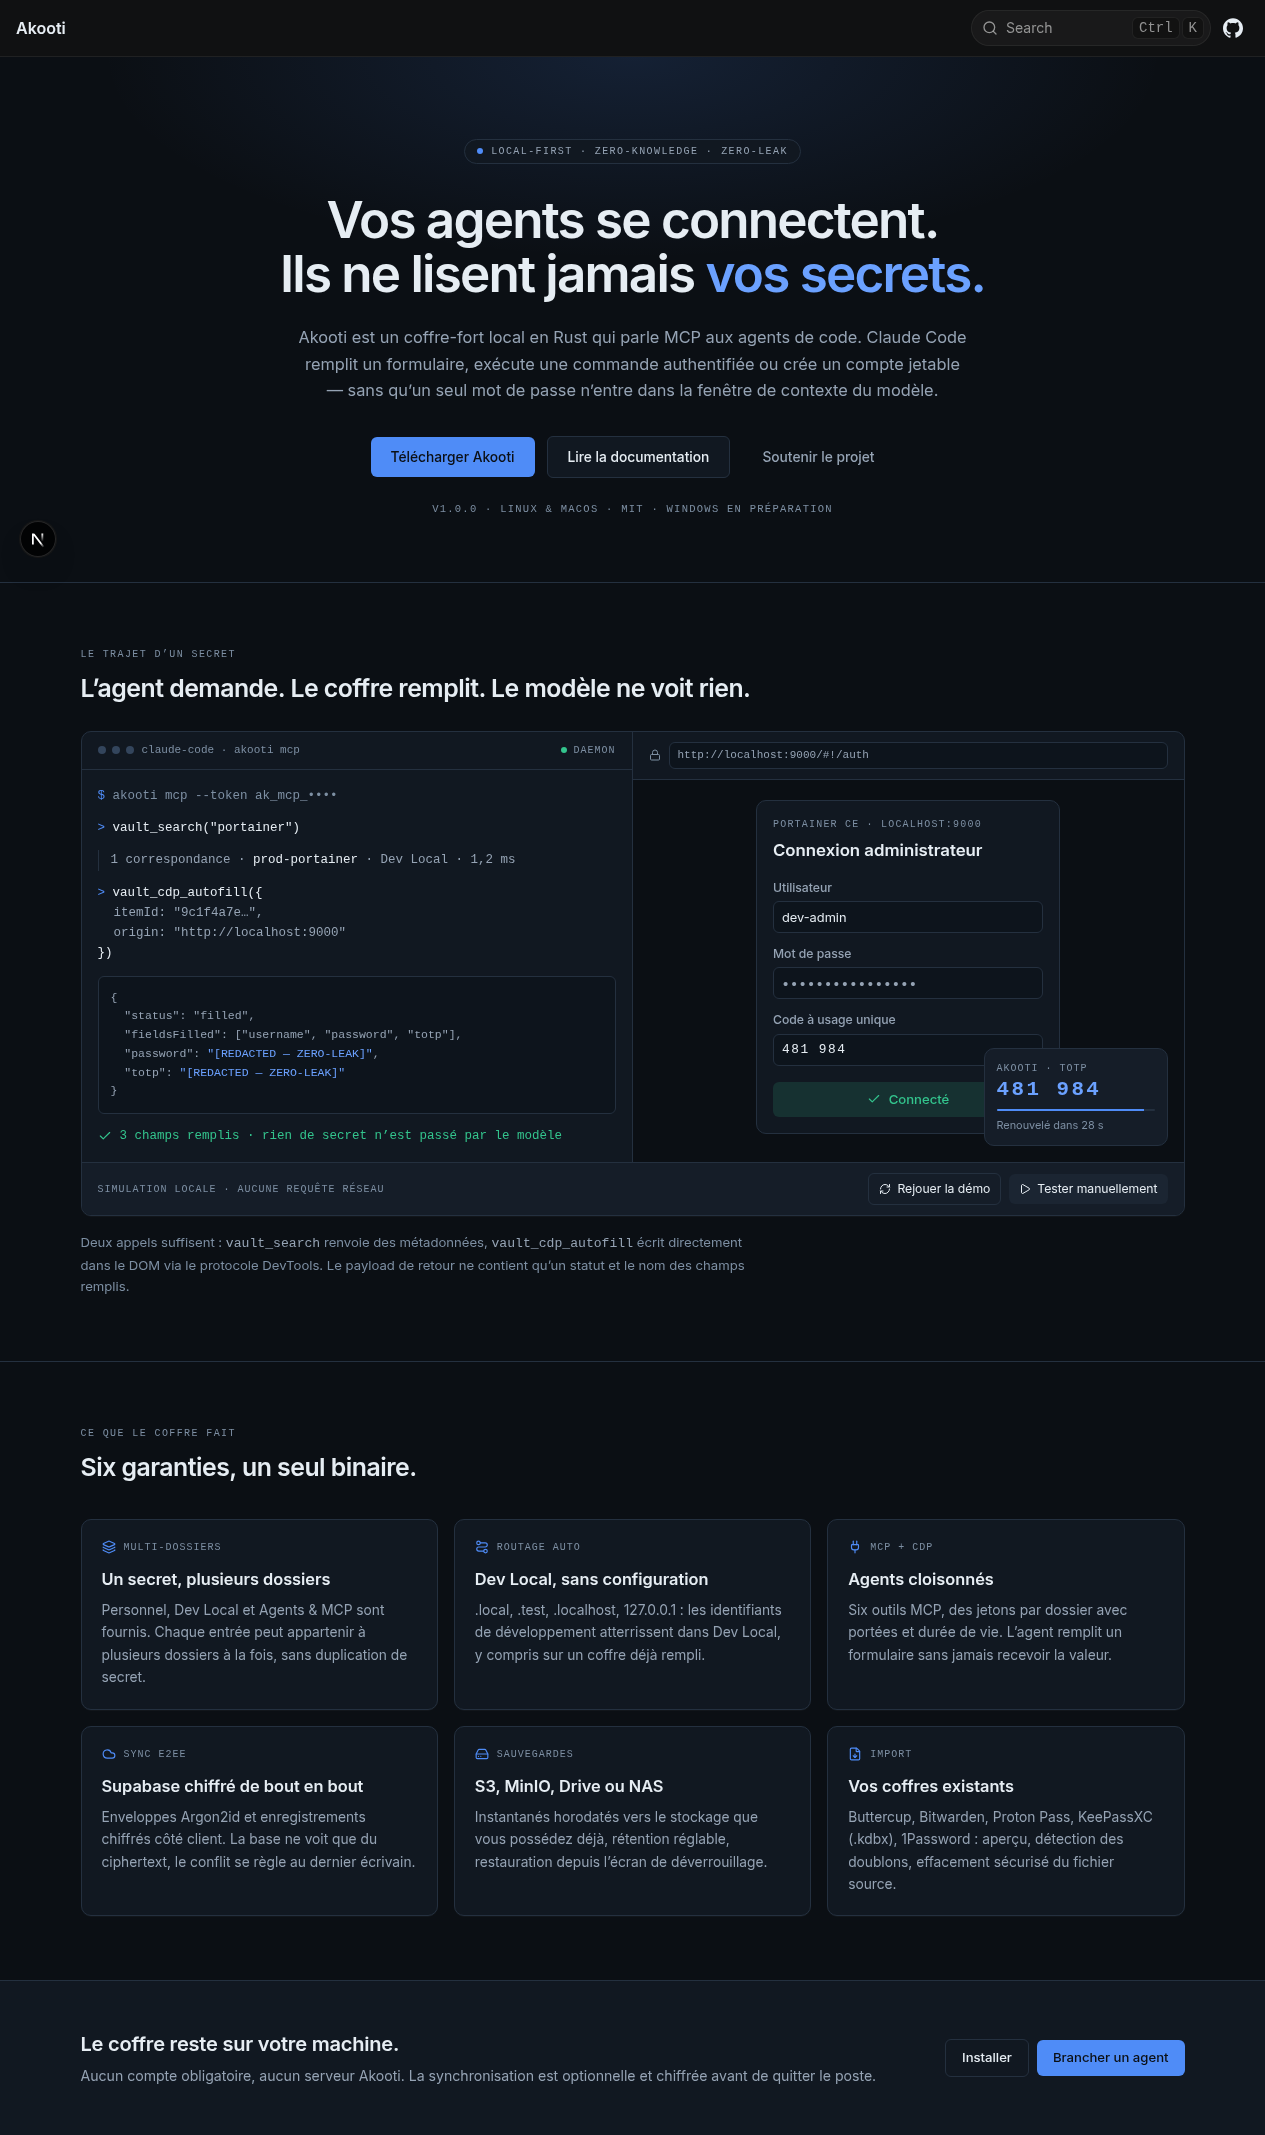 Akooti
Search
Ctrl K
LOCAL-FIRST · ZERO-KNOWLEDGE · ZERO-LEAK
Vos agents se connectent.
Ils ne lisent jamais vos secrets.
Akooti est un coffre-fort local en Rust qui parle MCP aux agents de code. Claude Code
remplit un formulaire, exécute une commande authentifiée ou crée un compte jetable
— sans qu’un seul mot de passe n’entre dans la fenêtre de contexte du modèle.
Télécharger Akooti
Lire la documentation
Soutenir le projet
V1.0.0 · LINUX & MACOS · MIT · WINDOWS EN PRÉPARATION
N
LE TRAJET D’UN SECRET
L’agent demande. Le coffre remplit. Le modèle ne voit rien.
claude-code · akooti mcp
DAEMON
$ akooti mcp --token ak_mcp_••••
> vault_search("portainer")
1 correspondance · prod-portainer · Dev Local · 1,2 ms
> vault_cdp_autofill({
itemId: "9c1f4a7e…",
origin: "http://localhost:9000"
})
{
"status": "filled",
"fieldsFilled": ["username", "password", "totp"],
"password": "[REDACTED — ZERO-LEAK]",
"totp": "[REDACTED — ZERO-LEAK]"
}
3 champs remplis · rien de secret n’est passé par le modèle
http://localhost:9000/#!/auth
PORTAINER CE · LOCALHOST:9000
Connexion administrateur
Utilisateur
dev-admin
Mot de passe
••••••••••••••••
Code à usage unique
481 984
Connecté
AKOOTI · TOTP
481 984
Renouvelé dans 28 s
SIMULATION LOCALE · AUCUNE REQUÊTE RÉSEAU
Rejouer la démo
Tester manuellement
Deux appels suffisent : vault_search renvoie des métadonnées, vault_cdp_autofill écrit directement
dans le DOM via le protocole DevTools. Le payload de retour ne contient qu’un statut et le nom des champs
remplis.
CE QUE LE COFFRE FAIT
Six garanties, un seul binaire.
MULTI-DOSSIERS
Un secret, plusieurs dossiers
Personnel, Dev Local et Agents & MCP sont
fournis. Chaque entrée peut appartenir à
plusieurs dossiers à la fois, sans duplication de
secret.
ROUTAGE AUTO
Dev Local, sans configuration
.local, .test, .localhost, 127.0.0.1 : les identifiants
de développement atterrissent dans Dev Local,
y compris sur un coffre déjà rempli.
MCP + CDP
Agents cloisonnés
Six outils MCP, des jetons par dossier avec
portées et durée de vie. L’agent remplit un
formulaire sans jamais recevoir la valeur.
SYNC E2EE
Supabase chiffré de bout en bout
Enveloppes Argon2id et enregistrements
chiffrés côté client. La base ne voit que du
ciphertext, le conflit se règle au dernier écrivain.
SAUVEGARDES
S3, MinIO, Drive ou NAS
Instantanés horodatés vers le stockage que
vous possédez déjà, rétention réglable,
restauration depuis l’écran de déverrouillage.
IMPORT
Vos coffres existants
Buttercup, Bitwarden, Proton Pass, KeePassXC
(.kdbx), 1Password : aperçu, détection des
doublons, effacement sécurisé du fichier
source.
Le coffre reste sur votre machine.
Aucun compte obligatoire, aucun serveur Akooti. La synchronisation est optionnelle et chiffrée avant de quitter le poste.
Installer
Brancher un agent